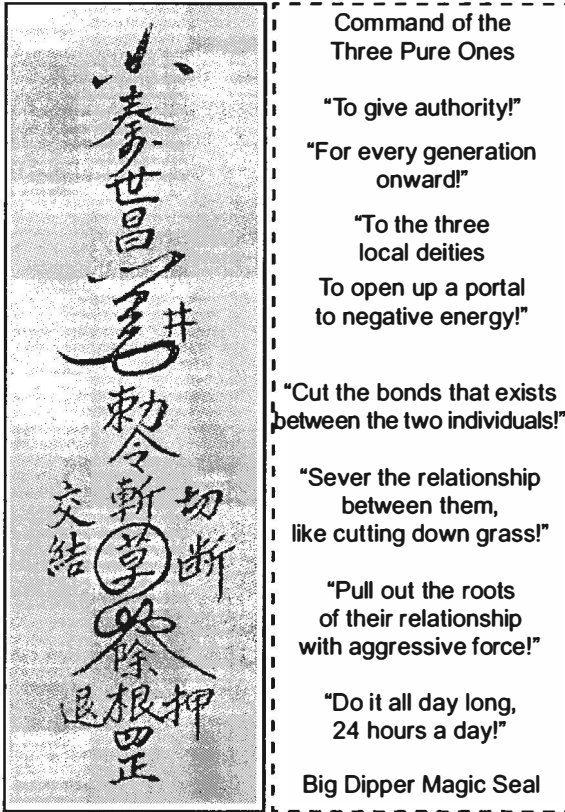 世昌
井
勅令斬草除根罡
切断
交結
押
退
Command of the
Three Pure Ones
“To give authority!”
“For every generation
onward!”
“To the three
local deities
To open up a portal
to negative energy!”
“Cut the bonds that exists
between the two individuals!”
“Sever the relationship
between them,
like cutting down grass!”
“Pull out the roots
of their relationship
with aggressive force!”
“Do it all day long,
24 hours a day!”
Big Dipper Magic Seal